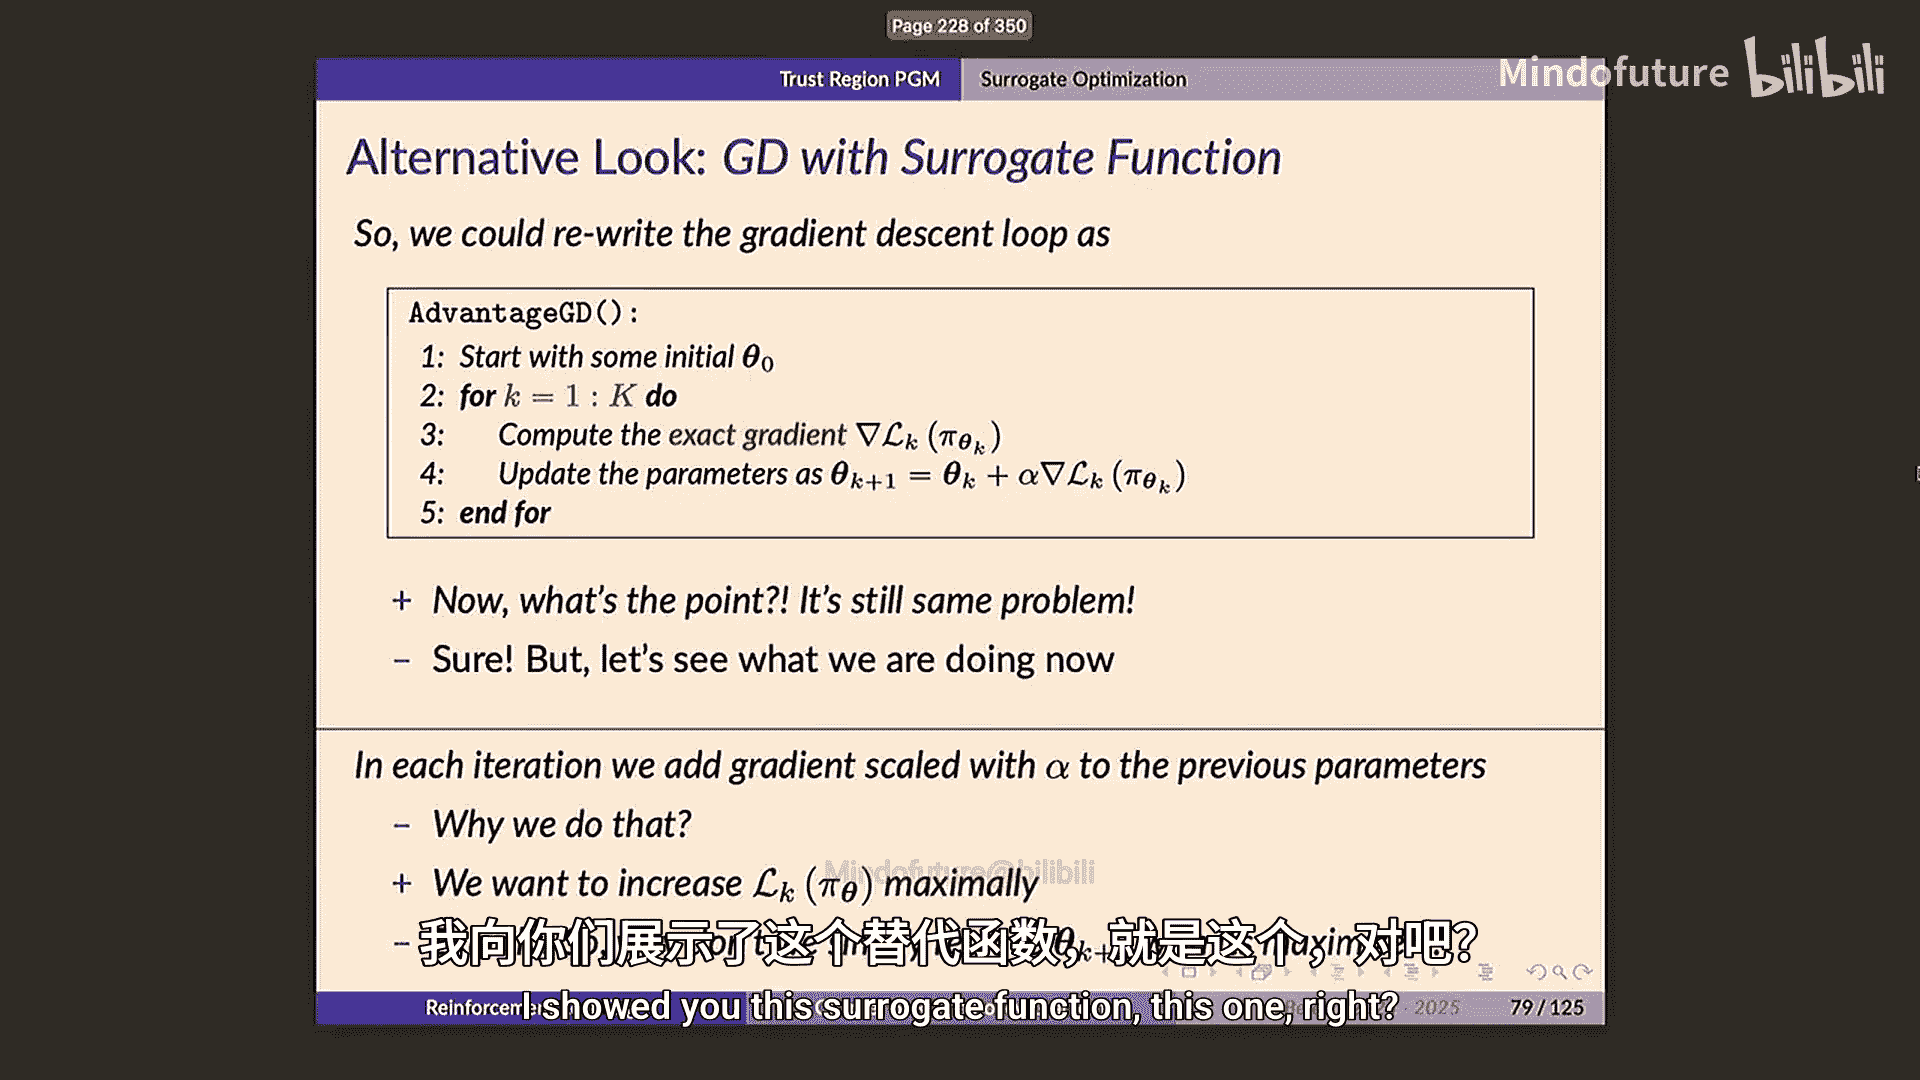 Page 228 of 350
Trust Region PGM
Surrogate Optimization
Mindofuture bilibili
Alternative Look: GD with Surrogate Function
So, we could re-write the gradient descent loop as
AdvantageGD():
1: Start with some initial θ₀
2: for k = 1 : K do
3: Compute the exact gradient ∇ℒₖ (π_θₖ)
4: Update the parameters as θₖ₊₁ = θₖ + α∇ℒₖ (π_θₖ)
5: end for
+ Now, what's the point?! It's still same problem!
– Sure! But, let's see what we are doing now
In each iteration we add gradient scaled with α to the previous parameters
– Why we do that?
Mindofuture@bilibili
+ We want to increase ℒₖ (π_θ) maximally
我向你们展示了这个替代函数，就是这个，对吧？
I showed you this surrogate function, this one, right?
2025
79 / 125